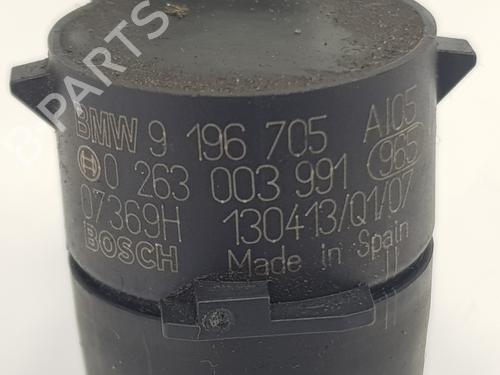 BMW 9 196 705 AI05
0 263 003 991 965
07369H 130413/Q1/07
BOSCH Made in Spain
B-PARTS